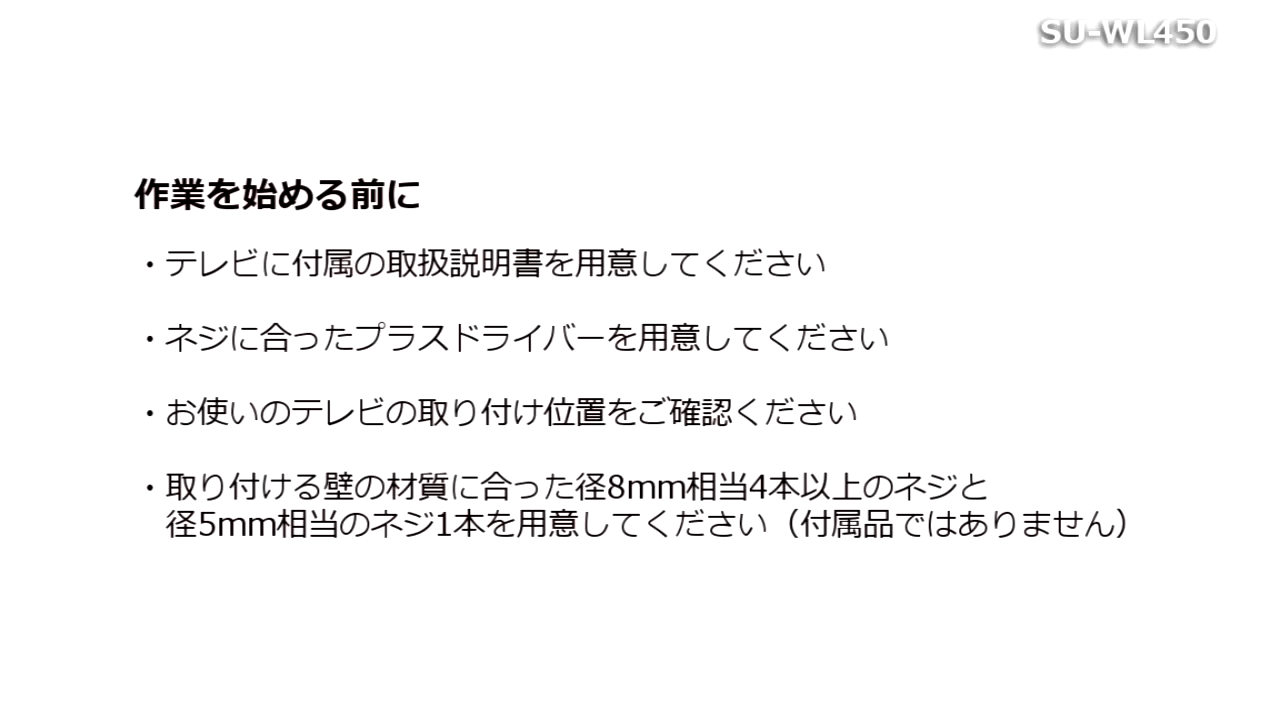 SU-WL450
作業を始める前に
・テレビに付属の取扱説明書を用意してください
・ネジに合ったプラスドライバーを用意してください
・お使いのテレビの取り付け位置をご確認ください
・取り付ける壁の材質に合った径8mm相当4本以上のネジと
径5mm相当のネジ1本を用意してください（付属品ではありません）